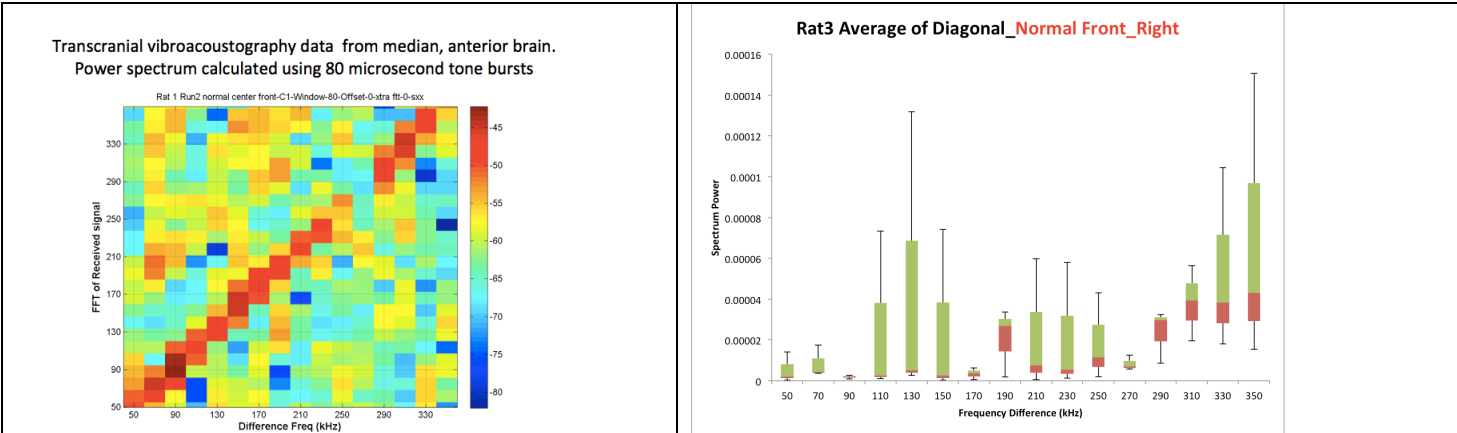 Transcranial vibroacoustography data from median, anterior brain.
Power spectrum calculated using 80 microsecond tone bursts
Rat 1 Run2 normal center front-C1-Window-80-Offset-0-xtra ftt-0-sxx
FFT of Received signal
330
290
250
210
170
130
90
50
50 90 130 170 210 250 290 330
Difference Freq (kHz)
-45
-50
-55
-60
-65
-70
-75
-80
Rat3 Average of Diagonal_Normal Front_Right
Spectrum Power
0.00016
0.00014
0.00012
0.0001
0.00008
0.00006
0.00004
0.00002
0
50 70 90 110 130 150 170 190 210 230 250 270 290 310 330 350
Frequency Difference (kHz)